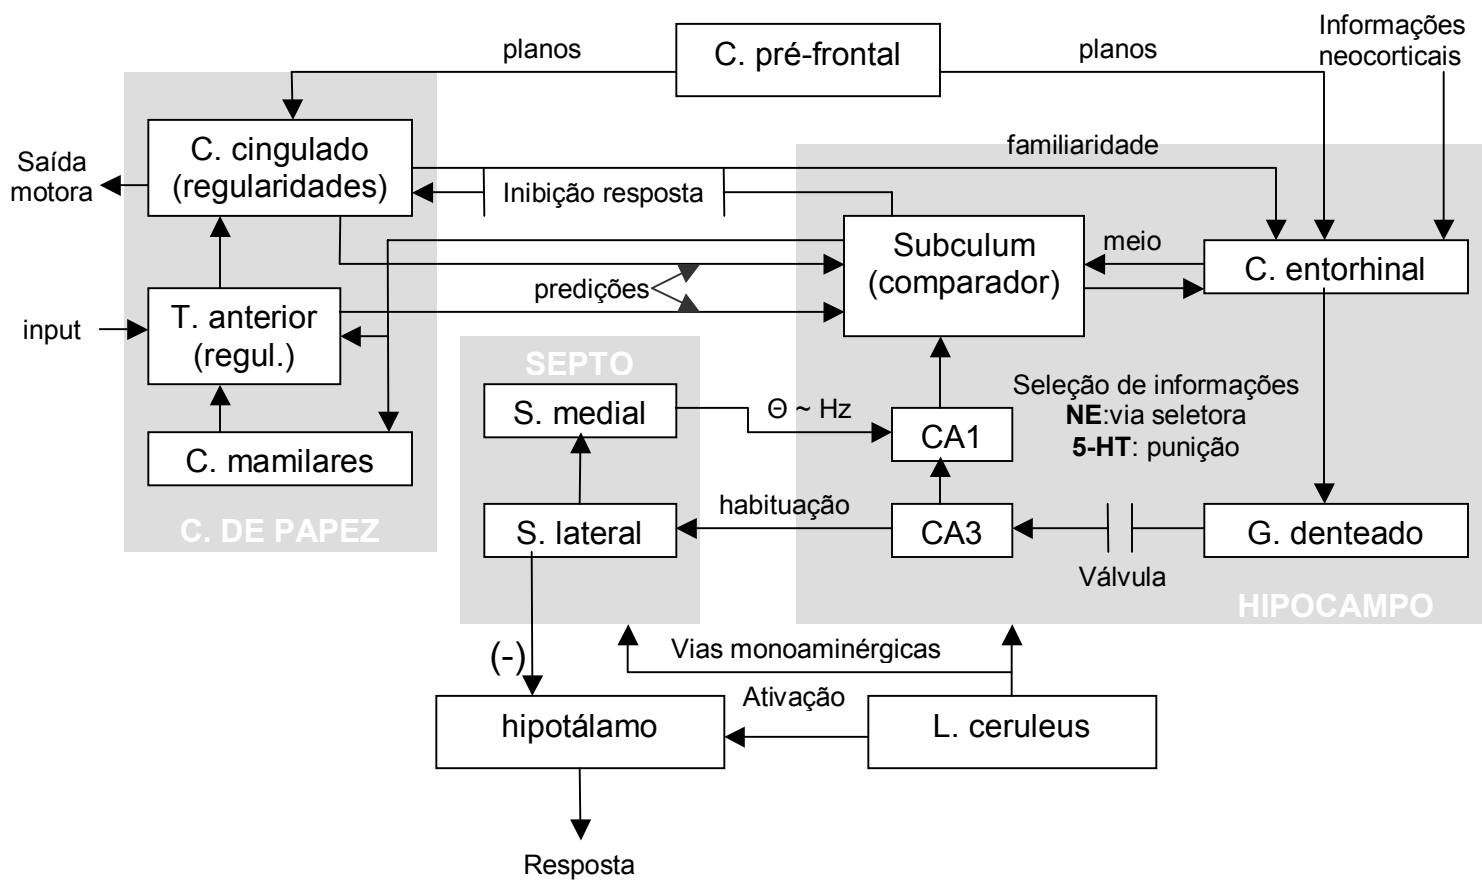 Informações
neocorticais
planos
C. pré-frontal
planos
C. cingulado
(regularidades)
familiaridade
Saída
motora
Inibição resposta
Subculum
(comparador)
meio
C. entorhinal
predições
T. anterior
(regul.)
input
SEPTO
S. medial
Θ ~ Hz
CA1
Seleção de informações
NE:via seletora
5-HT: punição
C. mamilares
C. DE PAPEZ
S. lateral
habituação
CA3
Válvula
G. denteado
HIPOCAMPO
(-)
Vias monoaminérgicas
Ativação
hipotálamo
L. ceruleus
Resposta